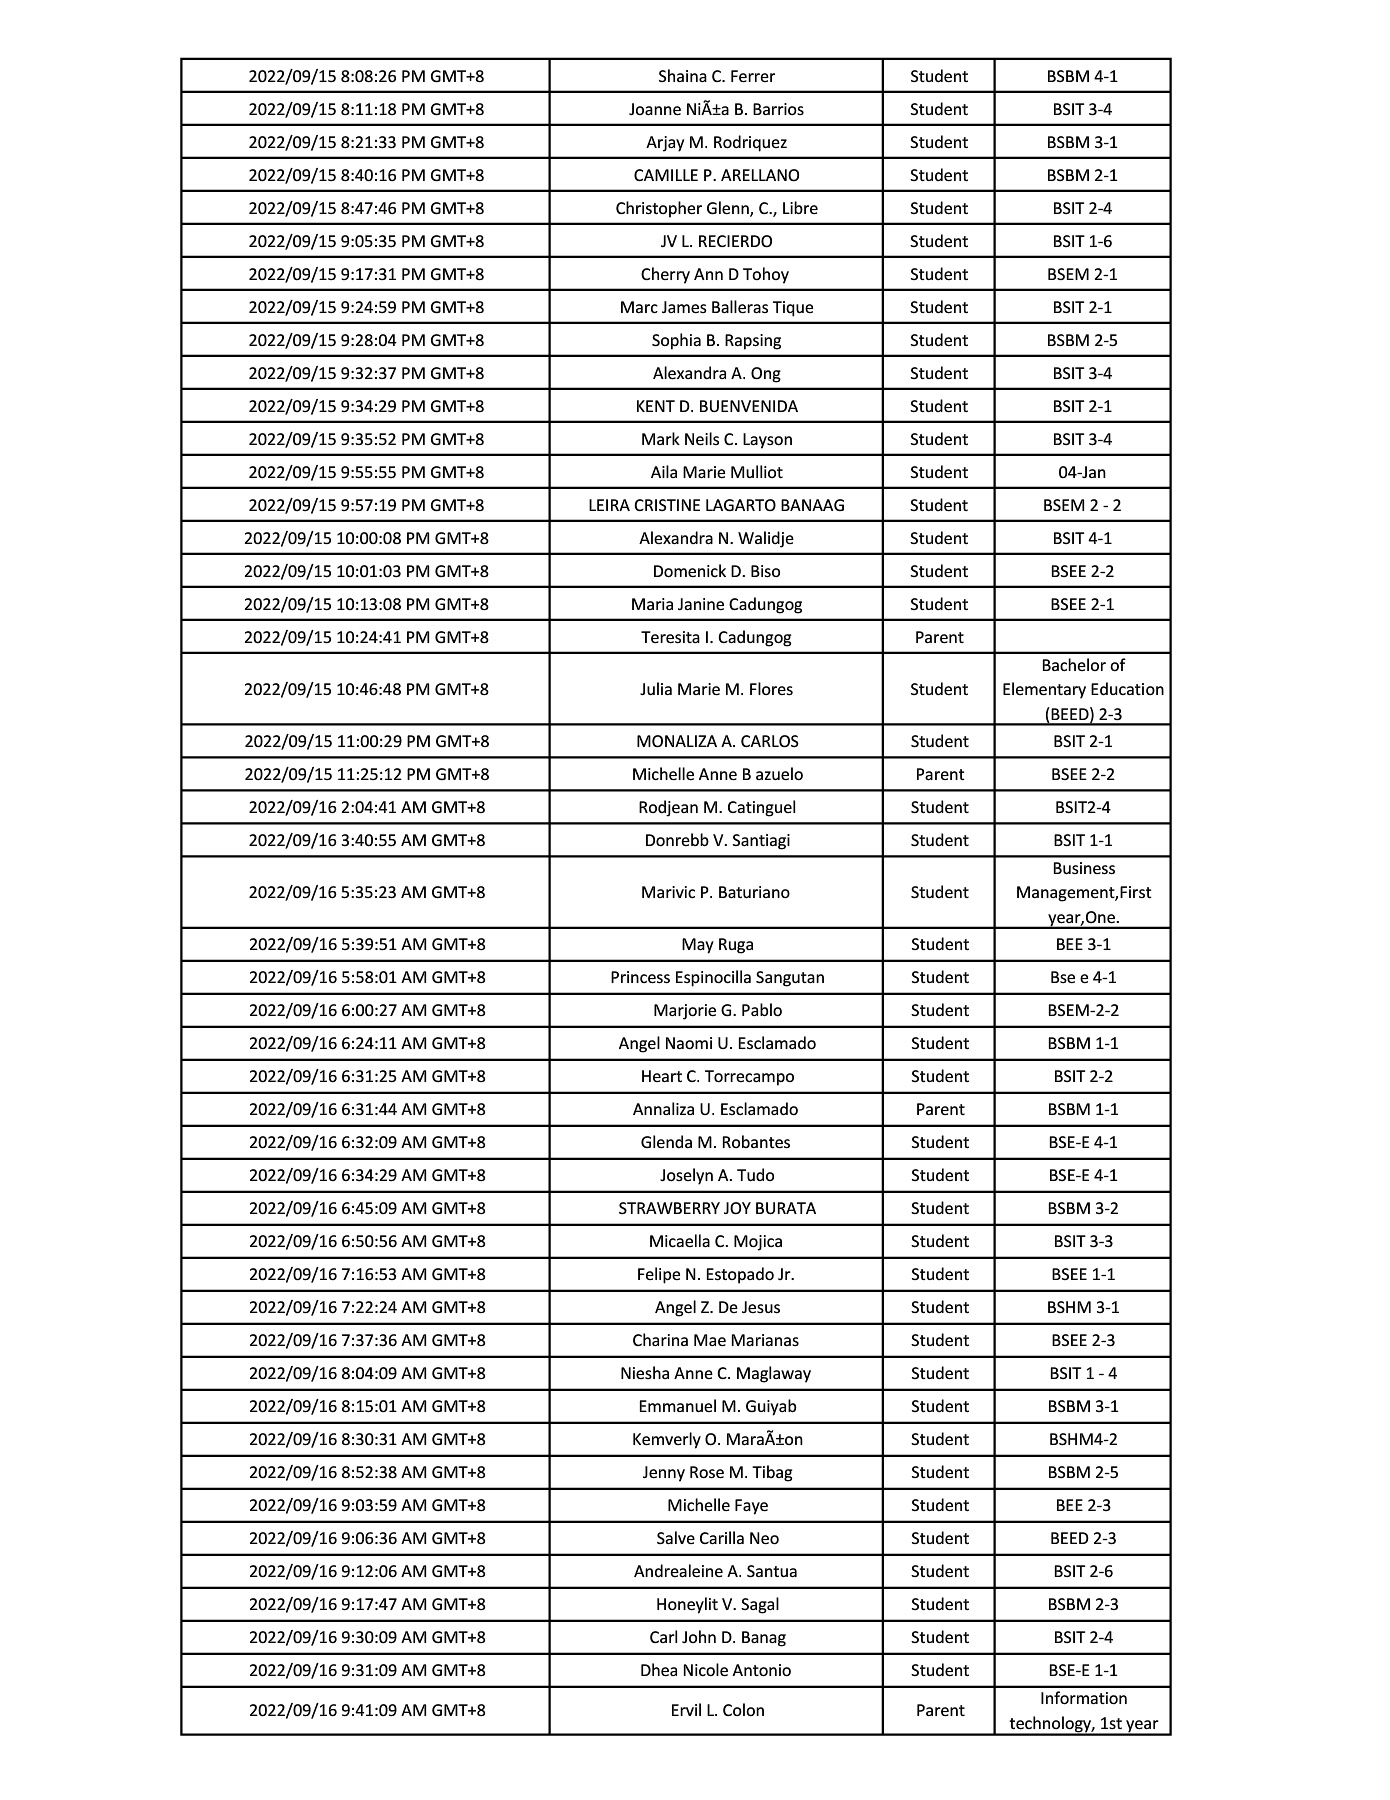 2022/09/15 8:08:26 PM GMT+8 Shaina C. Ferrer Student BSBM 4-1
2022/09/15 8:11:18 PM GMT+8 Joanne NiÃ±a B. Barrios Student BSIT 3-4
2022/09/15 8:21:33 PM GMT+8 Arjay M. Rodriquez Student BSBM 3-1
2022/09/15 8:40:16 PM GMT+8 CAMILLE P. ARELLANO Student BSBM 2-1
2022/09/15 8:47:46 PM GMT+8 Christopher Glenn, C., Libre Student BSIT 2-4
2022/09/15 9:05:35 PM GMT+8 JV L. RECIERDO Student BSIT 1-6
2022/09/15 9:17:31 PM GMT+8 Cherry Ann D Tohoy Student BSEM 2-1
2022/09/15 9:24:59 PM GMT+8 Marc James Balleras Tique Student BSIT 2-1
2022/09/15 9:28:04 PM GMT+8 Sophia B. Rapsing Student BSBM 2-5
2022/09/15 9:32:37 PM GMT+8 Alexandra A. Ong Student BSIT 3-4
2022/09/15 9:34:29 PM GMT+8 KENT D. BUENVENIDA Student BSIT 2-1
2022/09/15 9:35:52 PM GMT+8 Mark Neils C. Layson Student BSIT 3-4
2022/09/15 9:55:55 PM GMT+8 Aila Marie Mulliot Student 04-Jan
2022/09/15 9:57:19 PM GMT+8 LEIRA CRISTINE LAGARTO BANAAG Student BSEM 2 - 2
2022/09/15 10:00:08 PM GMT+8 Alexandra N. Walidje Student BSIT 4-1
2022/09/15 10:01:03 PM GMT+8 Domenick D. Biso Student BSEE 2-2
2022/09/15 10:13:08 PM GMT+8 Maria Janine Cadungog Student BSEE 2-1
2022/09/15 10:24:41 PM GMT+8 Teresita I. Cadungog Parent
Bachelor of
2022/09/15 10:46:48 PM GMT+8 Julia Marie M. Flores Student Elementary Education
(BEED) 2-3
2022/09/15 11:00:29 PM GMT+8 MONALIZA A. CARLOS Student BSIT 2-1
2022/09/15 11:25:12 PM GMT+8 Michelle Anne B azuelo Parent BSEE 2-2
2022/09/16 2:04:41 AM GMT+8 Rodjean M. Catinguel Student BSIT2-4
2022/09/16 3:40:55 AM GMT+8 Donrebb V. Santiagi Student BSIT 1-1
Business
2022/09/16 5:35:23 AM GMT+8 Marivic P. Baturiano Student Management,First
year,One.
2022/09/16 5:39:51 AM GMT+8 May Ruga Student BEE 3-1
2022/09/16 5:58:01 AM GMT+8 Princess Espinocilla Sangutan Student Bse e 4-1
2022/09/16 6:00:27 AM GMT+8 Marjorie G. Pablo Student BSEM-2-2
2022/09/16 6:24:11 AM GMT+8 Angel Naomi U. Esclamado Student BSBM 1-1
2022/09/16 6:31:25 AM GMT+8 Heart C. Torrecampo Student BSIT 2-2
2022/09/16 6:31:44 AM GMT+8 Annaliza U. Esclamado Parent BSBM 1-1
2022/09/16 6:32:09 AM GMT+8 Glenda M. Robantes Student BSE-E 4-1
2022/09/16 6:34:29 AM GMT+8 Joselyn A. Tudo Student BSE-E 4-1
2022/09/16 6:45:09 AM GMT+8 STRAWBERRY JOY BURATA Student BSBM 3-2
2022/09/16 6:50:56 AM GMT+8 Micaella C. Mojica Student BSIT 3-3
2022/09/16 7:16:53 AM GMT+8 Felipe N. Estopado Jr. Student BSEE 1-1
2022/09/16 7:22:24 AM GMT+8 Angel Z. De Jesus Student BSHM 3-1
2022/09/16 7:37:36 AM GMT+8 Charina Mae Marianas Student BSEE 2-3
2022/09/16 8:04:09 AM GMT+8 Niesha Anne C. Maglaway Student BSIT 1 - 4
2022/09/16 8:15:01 AM GMT+8 Emmanuel M. Guiyab Student BSBM 3-1
2022/09/16 8:30:31 AM GMT+8 Kemverly O. MaraÃ±on Student BSHM4-2
2022/09/16 8:52:38 AM GMT+8 Jenny Rose M. Tibag Student BSBM 2-5
2022/09/16 9:03:59 AM GMT+8 Michelle Faye Student BEE 2-3
2022/09/16 9:06:36 AM GMT+8 Salve Carilla Neo Student BEED 2-3
2022/09/16 9:12:06 AM GMT+8 Andrealeine A. Santua Student BSIT 2-6
2022/09/16 9:17:47 AM GMT+8 Honeylit V. Sagal Student BSBM 2-3
2022/09/16 9:30:09 AM GMT+8 Carl John D. Banag Student BSIT 2-4
2022/09/16 9:31:09 AM GMT+8 Dhea Nicole Antonio Student BSE-E 1-1
2022/09/16 9:41:09 AM GMT+8 Ervil L. Colon Parent Information
technology, 1st year